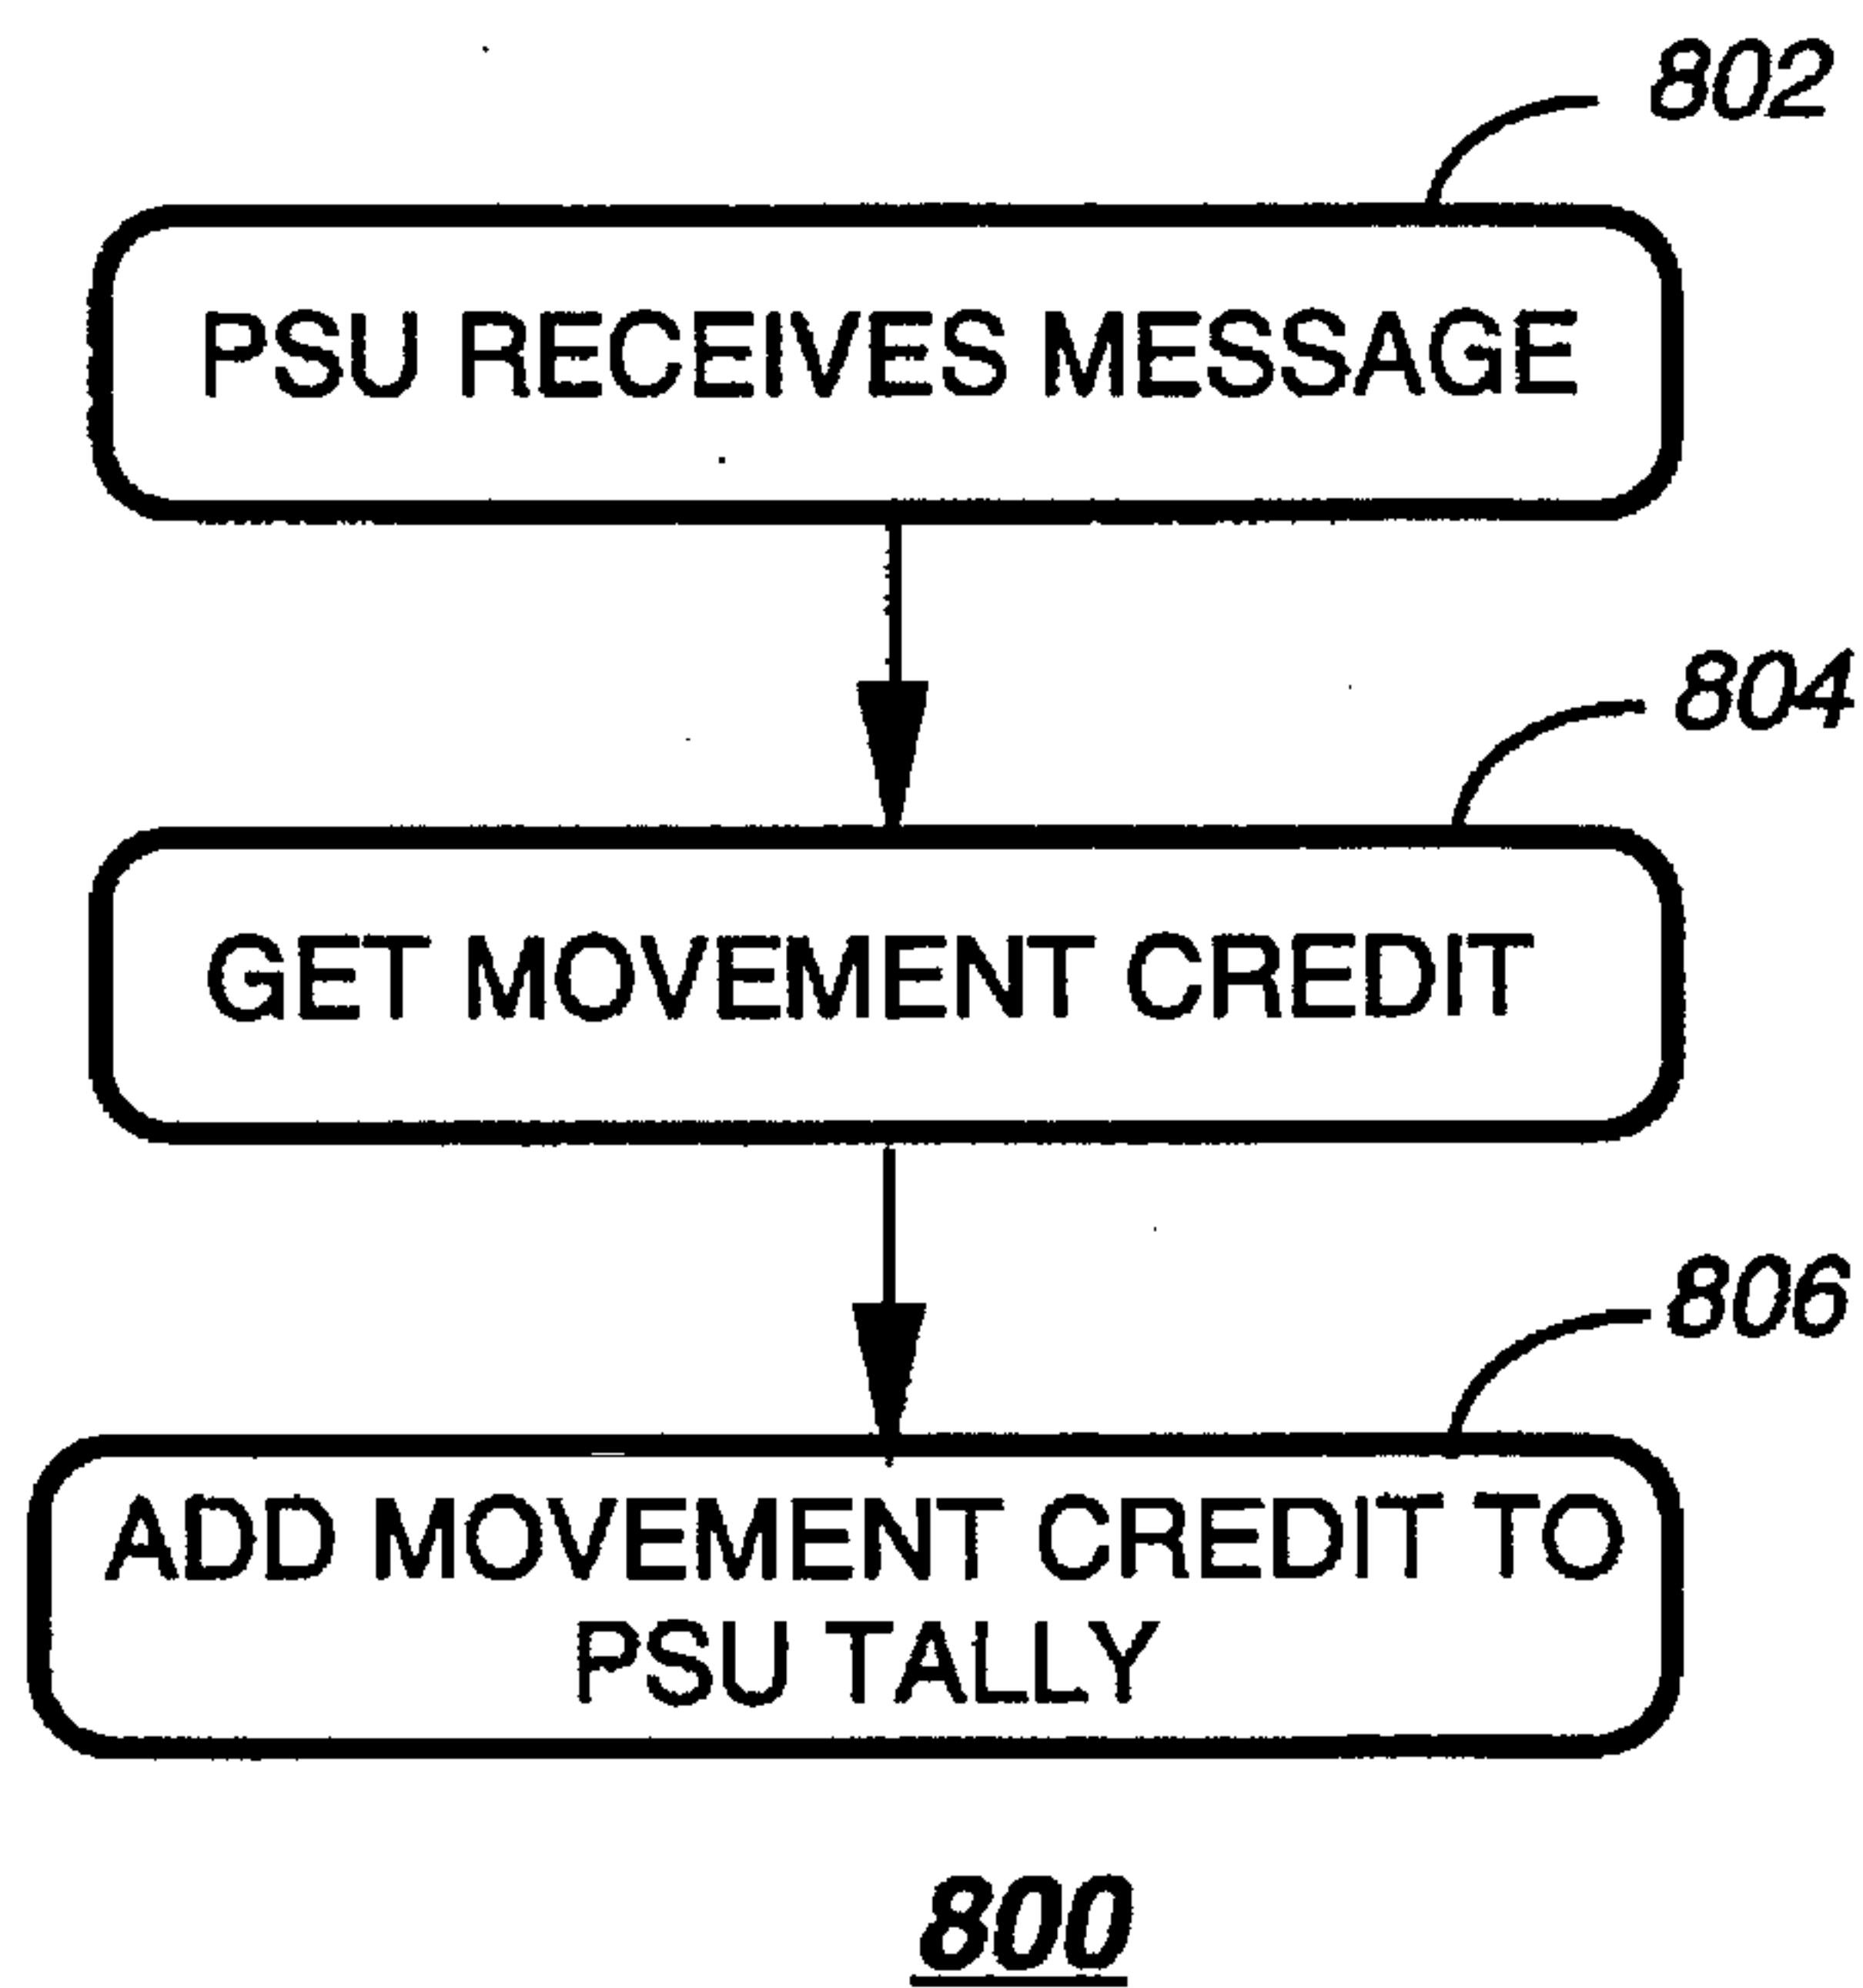 802
PSU RECEIVES MESSAGE
804
GET MOVEMENT CREDIT
806
ADD MOVEMENT CREDIT TO
PSU TALLY
800